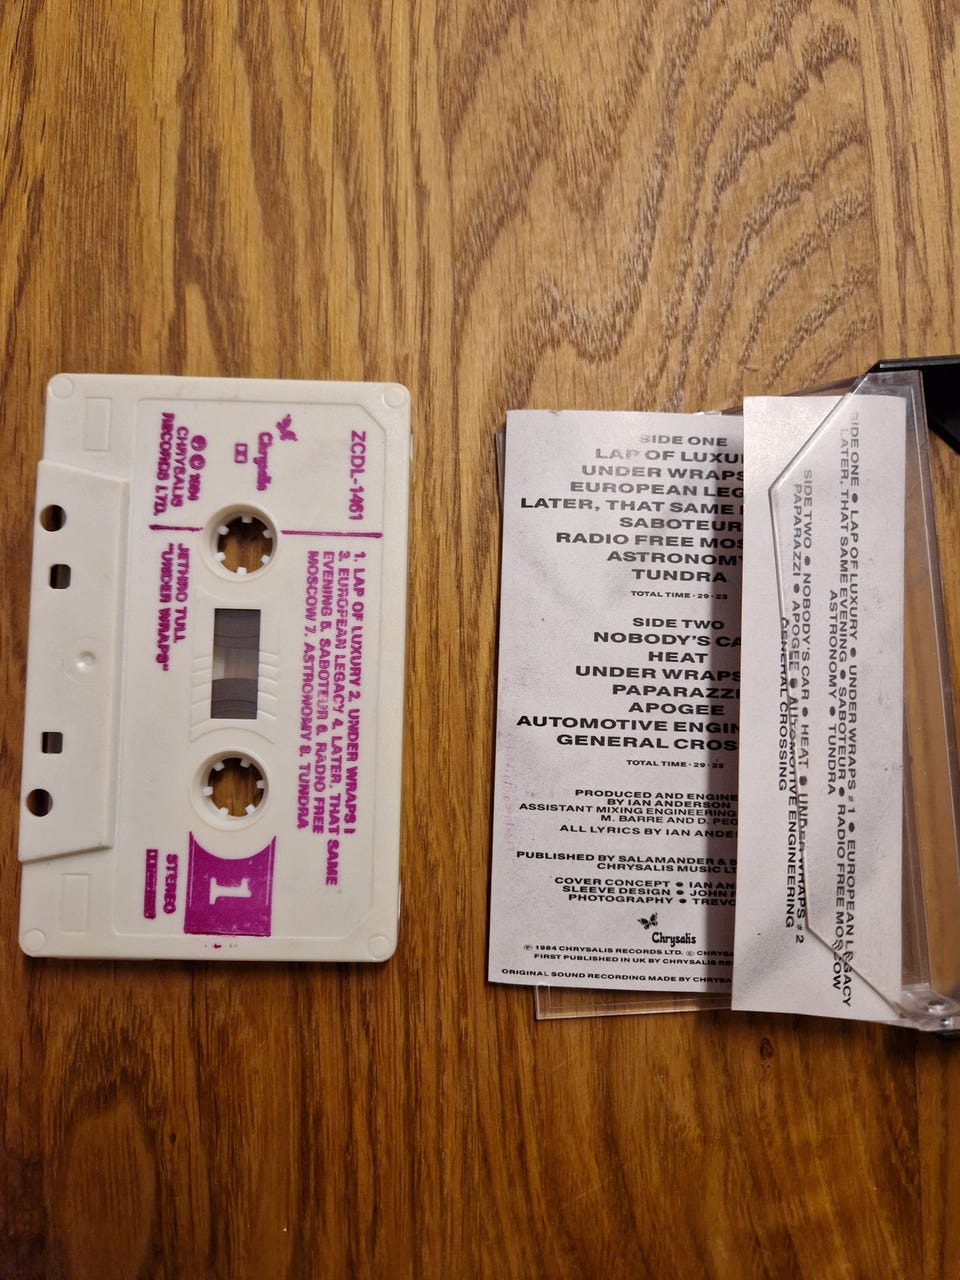 ZCDL-1461
Chrysalis
DX
℗ © 1984
CHRYSALIS
RECORDS LTD.
1. LAP OF LUXURY 2. UNDER WRAPS 1
3. EUROPEAN LEGACY 4. LATER, THAT SAME
EVENING 5. SABOTEUR 6. RADIO FREE
MOSCOW 7. ASTRONOMY 8. TUNDRA
JETHRO TULL
"UNDER WRAPS"
1
STEREO
SIDE ONE
LAP OF LUXU
UNDER WRAPS
EUROPEAN LEG
LATER, THAT SAME
SABOTEUR
RADIO FREE MOS
ASTRONOMY
TUNDRA
TOTAL TIME · 29 · 23
SIDE TWO
NOBODY'S CA
HEAT
UNDER WRAPS
PAPARAZZI
APOGEE
AUTOMOTIVE ENGIN
GENERAL CROS
TOTAL TIME · 29 · 22
PRODUCED AND ENGINE
BY IAN ANDERSON
ASSISTANT MIXING ENGINEERING
M. BARRE AND D. PEG
ALL LYRICS BY IAN ANDE
PUBLISHED BY SALAMANDER & S
CHRYSALIS MUSIC LT
COVER CONCEPT ● IAN AN
SLEEVE DESIGN ● JOHN
PHOTOGRAPHY ● TREVO
Chrysalis
℗ 1984 CHRYSALIS RECORDS LTD. © CHRYSA
FIRST PUBLISHED IN UK BY CHRYSALIS RE
ORIGINAL SOUND RECORDING MADE BY CHRYSA
SIDE ONE ● LAP OF LUXURY ● UNDER WRAPS #1 ● EUROPEAN LEGACY
LATER, THAT SAME EVENING ● SABOTEUR ● RADIO FREE MOSCOW
ASTRONOMY ● TUNDRA
SIDE TWO ● NOBODY'S CAR ● HEAT ● UNDER WRAPS #2
PAPARAZZI ● APOGEE ● AUTOMOTIVE ENGINEERING
GENERAL CROSSING